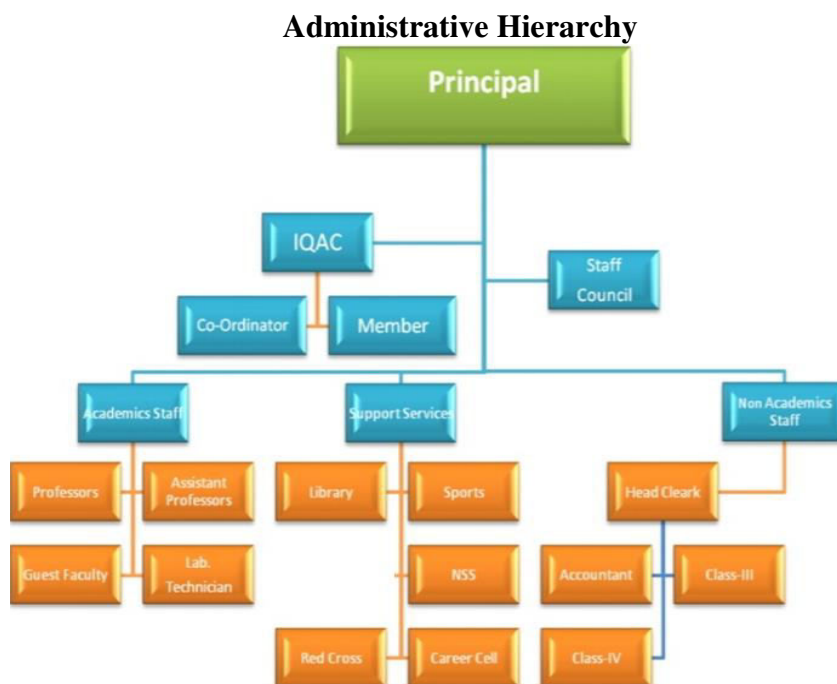 Administrative Hierarchy
Principal
IQAC
Staff
Council
Co-Ordinator
Member
Academics Staff
Support Services
Non Academics
Staff
Professors
Assistant
Professors
Library
Sports
Head Cleark
Guest Faculty
Lab.
Technician
NSS
Accountant
Class-III
Red Cross
Career Cell
Class-IV